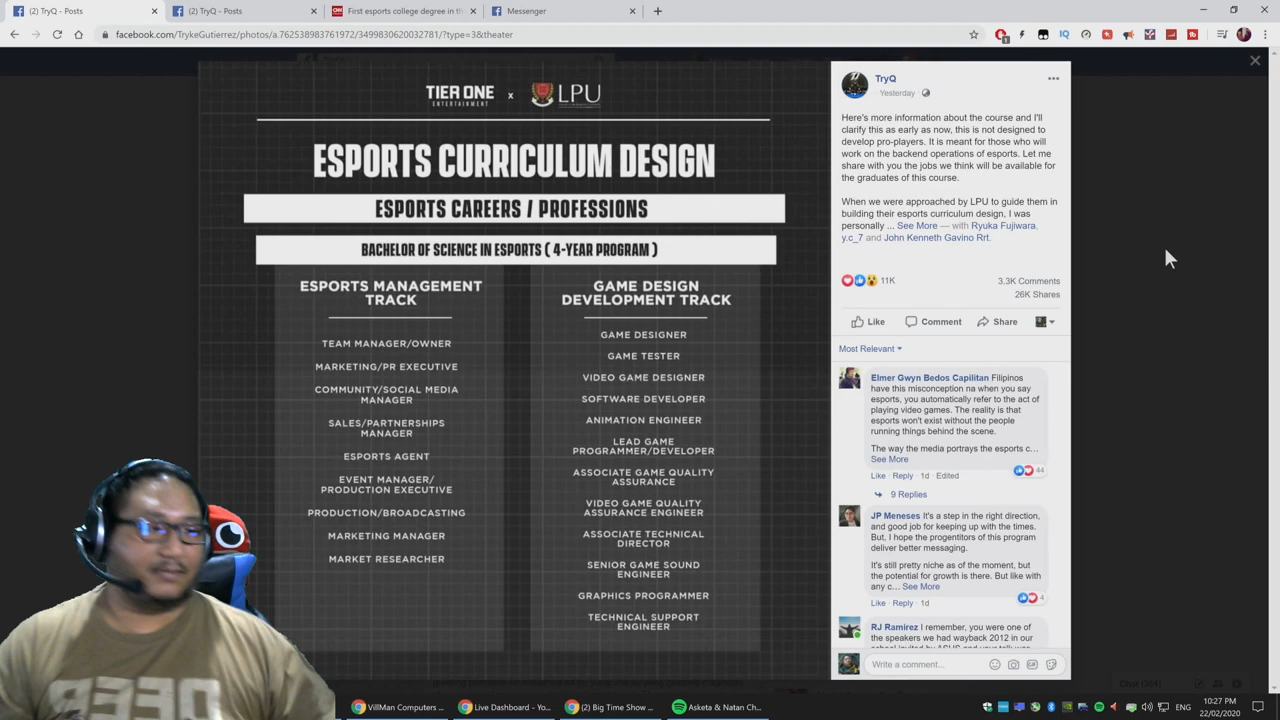 (2) TryQ - Posts
(2) TryQ - Posts
First esports college degree in th
Messenger
facebook.com/TrykeGutierrez/photos/a.762538983761972/3499830620032781/?type=3&theater
TIER ONE
ENTERTAINMENT
x
LPU
ESPORTS CURRICULUM DESIGN
ESPORTS CAREERS / PROFESSIONS
BACHELOR OF SCIENCE IN ESPORTS ( 4-YEAR PROGRAM )
ESPORTS MANAGEMENT
TRACK
TEAM MANAGER/OWNER
MARKETING/PR EXECUTIVE
COMMUNITY/SOCIAL MEDIA
MANAGER
SALES/PARTNERSHIPS
MANAGER
ESPORTS AGENT
EVENT MANAGER/
PRODUCTION EXECUTIVE
PRODUCTION/BROADCASTING
MARKETING MANAGER
MARKET RESEARCHER
GAME DESIGN
DEVELOPMENT TRACK
GAME DESIGNER
GAME TESTER
VIDEO GAME DESIGNER
SOFTWARE DEVELOPER
ANIMATION ENGINEER
LEAD GAME
PROGRAMMER/DEVELOPER
ASSOCIATE GAME QUALITY
ASSURANCE
VIDEO GAME QUALITY
ASSURANCE ENGINEER
ASSOCIATE TECHNICAL
DIRECTOR
SENIOR GAME SOUND
ENGINEER
GRAPHICS PROGRAMMER
TECHNICAL SUPPORT
ENGINEER
TryQ
Yesterday
Here's more information about the course and I'll
clarify this as early as now, this is not designed to
develop pro-players. It is meant for those who will
work on the backend operations of esports. Let me
share with you the jobs we think will be available for
the graduates of this course.
When we were approached by LPU to guide them in
building their esports curriculum design, I was
personally ... See More — with Ryuka Fujiwara,
y.c_7 and John Kenneth Gavino Rrt.
11K
3.3K Comments
26K Shares
Like Comment Share
Most Relevant
Elmer Gwyn Bedos Capilitan Filipinos
have this misconception na when you say
esports, you automatically refer to the act of
playing video games. The reality is that
esports won't exist without the people
running things behind the scene.
The way the media portrays the esports c…
See More
44
Like · Reply · 1d · Edited
9 Replies
JP Meneses It's a step in the right direction,
and good job for keeping up with the times.
But, I hope the progentitors of this program
deliver better messaging.
It's still pretty niche as of the moment, but
the potential for growth is there. But like with
any c… See More
4
Like · Reply · 1d
RJ Ramirez I remember, you were one of
the speakers we had wayback 2012 in our
Write a comment...
Chat (304)
VillMan Computers ...
Live Dashboard - Yo...
(2) Big Time Show ...
Asketa & Natan Ch...
ENG
10:27 PM
22/02/2020